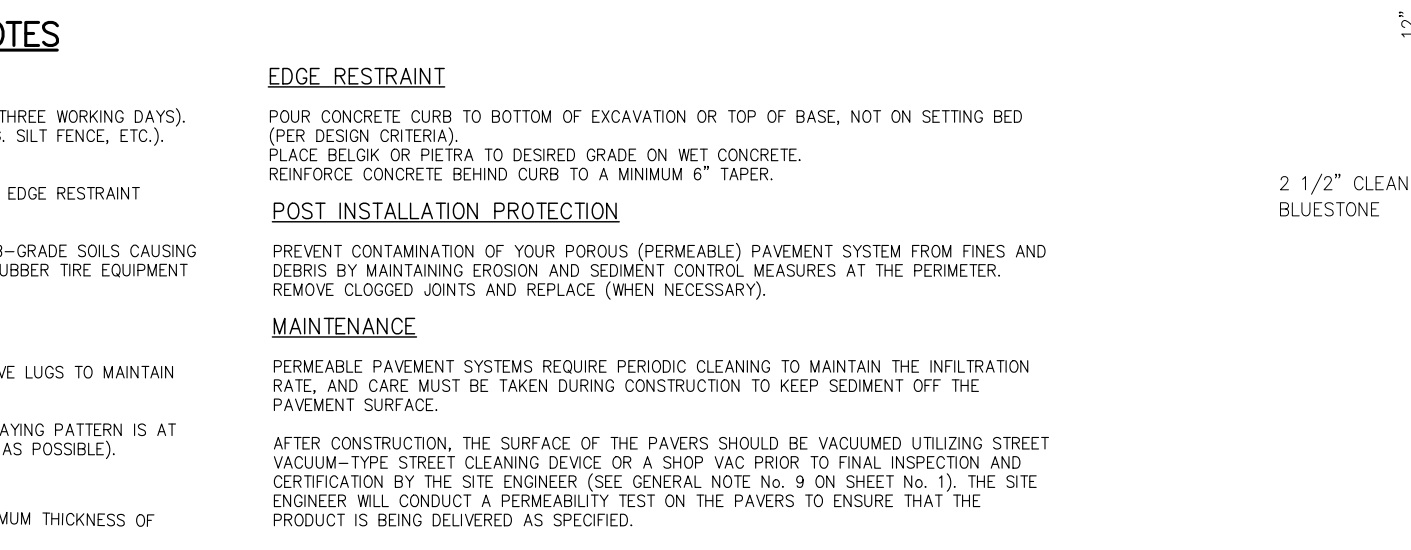 OTES
THREE WORKING DAYS).
SILT FENCE, ETC.).
EDGE RESTRAINT
B-GRADE SOILS CAUSING
UBBER TIRE EQUIPMENT
VE LUGS TO MAINTAIN
AYING PATTERN IS AT
AS POSSIBLE).
MUM THICKNESS OF
EDGE RESTRAINT
POUR CONCRETE CURB TO BOTTOM OF EXCAVATION OR TOP OF BASE, NOT ON SETTING BED
(PER DESIGN CRITERIA).
PLACE BELGIK OR PIETRA TO DESIRED GRADE ON WET CONCRETE.
REINFORCE CONCRETE BEHIND CURB TO A MINIMUM 6" TAPER.
POST INSTALLATION PROTECTION
PREVENT CONTAMINATION OF YOUR POROUS (PERMEABLE) PAVEMENT SYSTEM FROM FINES AND
DEBRIS BY MAINTAINING EROSION AND SEDIMENT CONTROL MEASURES AT THE PERIMETER.
REMOVE CLOGGED JOINTS AND REPLACE (WHEN NECESSARY).
MAINTENANCE
PERMEABLE PAVEMENT SYSTEMS REQUIRE PERIODIC CLEANING TO MAINTAIN THE INFILTRATION
RATE, AND CARE MUST BE TAKEN DURING CONSTRUCTION TO KEEP SEDIMENT OFF THE
PAVEMENT SURFACE.
AFTER CONSTRUCTION, THE SURFACE OF THE PAVERS SHOULD BE VACUUMED UTILIZING STREET
VACUUM-TYPE STREET CLEANING DEVICE OR A SHOP VAC PRIOR TO FINAL INSPECTION AND
CERTIFICATION BY THE SITE ENGINEER (SEE GENERAL NOTE No. 9 ON SHEET No. 1). THE SITE
ENGINEER WILL CONDUCT A PERMEABILITY TEST ON THE PAVERS TO ENSURE THAT THE
PRODUCT IS BEING DELIVERED AS SPECIFIED.
12"
2 1/2" CLEAN
BLUESTONE